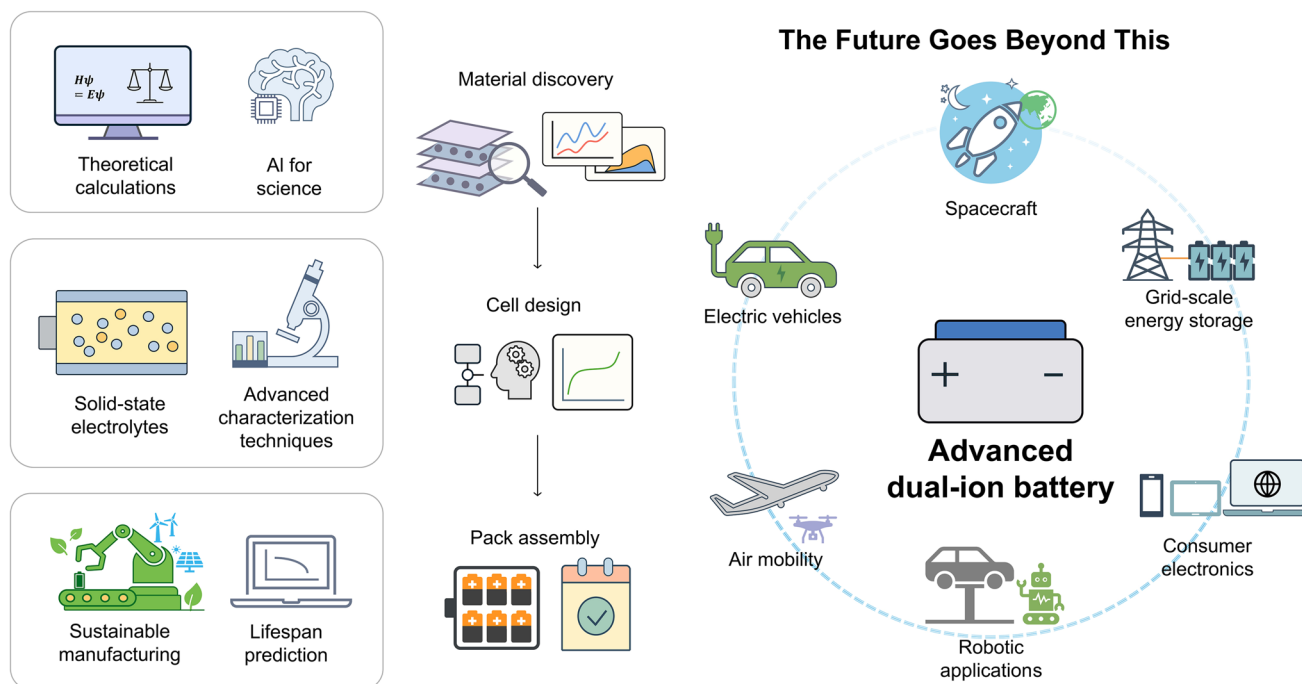 Hψ
= Eψ
Theoretical
calculations
AI for
science
Solid-state
electrolytes
Advanced
characterization
techniques
Sustainable
manufacturing
Lifespan
prediction
Material discovery
Cell design
Pack assembly
The Future Goes Beyond This
Spacecraft
Electric vehicles
Grid-scale
energy storage
+ −
Advanced
dual-ion battery
Air mobility
Consumer
electronics
Robotic
applications